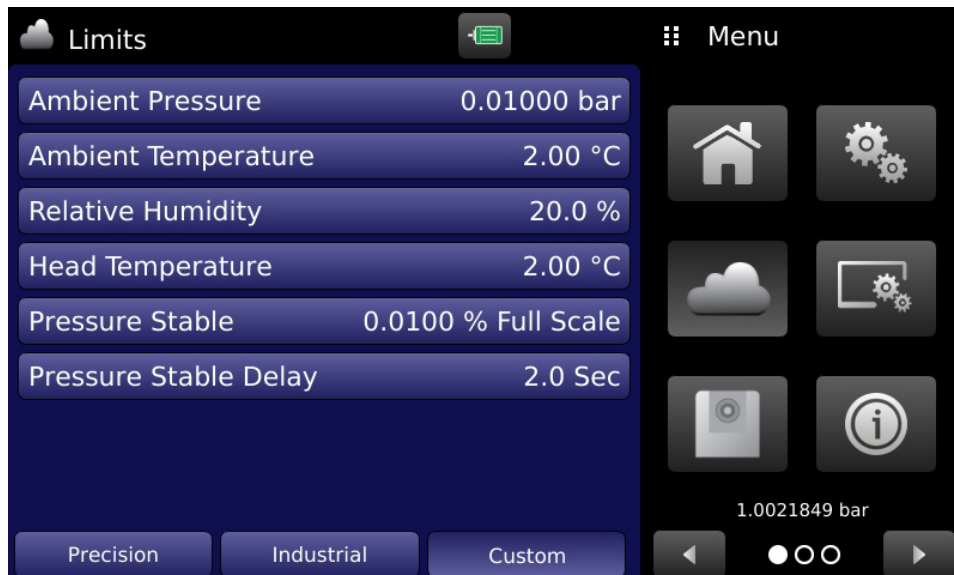 Limits
Menu
Ambient Pressure 0.01000 bar
Ambient Temperature 2.00 °C
Relative Humidity 20.0 %
Head Temperature 2.00 °C
Pressure Stable 0.0100 % Full Scale
Pressure Stable Delay 2.0 Sec
1.0021849 bar
Precision Industrial Custom